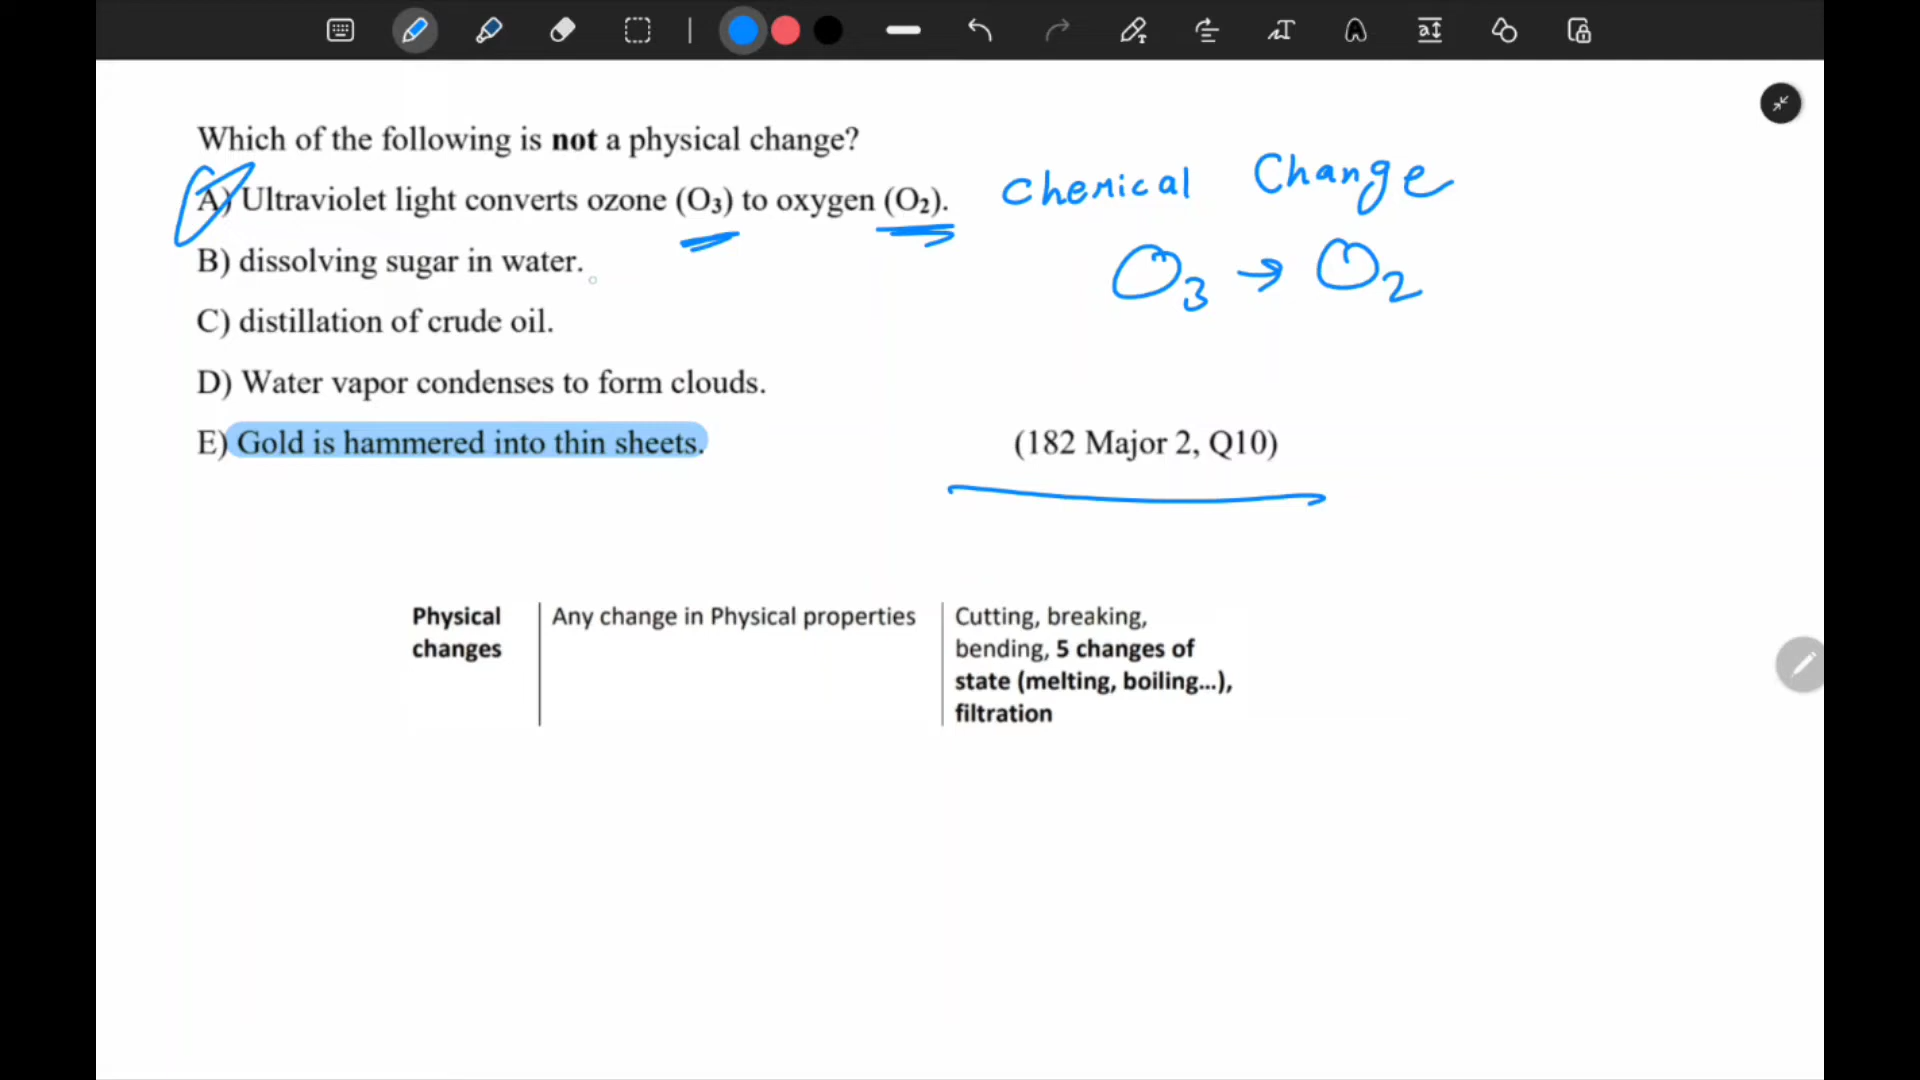 Which of the following is not a physical change?
A) Ultraviolet light converts ozone (O₃) to oxygen (O₂).
Chemical Change
B) dissolving sugar in water.
O₃ → O₂
C) distillation of crude oil.
D) Water vapor condenses to form clouds.
E) Gold is hammered into thin sheets.
(182 Major 2, Q10)
Physical changes
Any change in Physical properties
Cutting, breaking,
bending, 5 changes of
state (melting, boiling...),
filtration